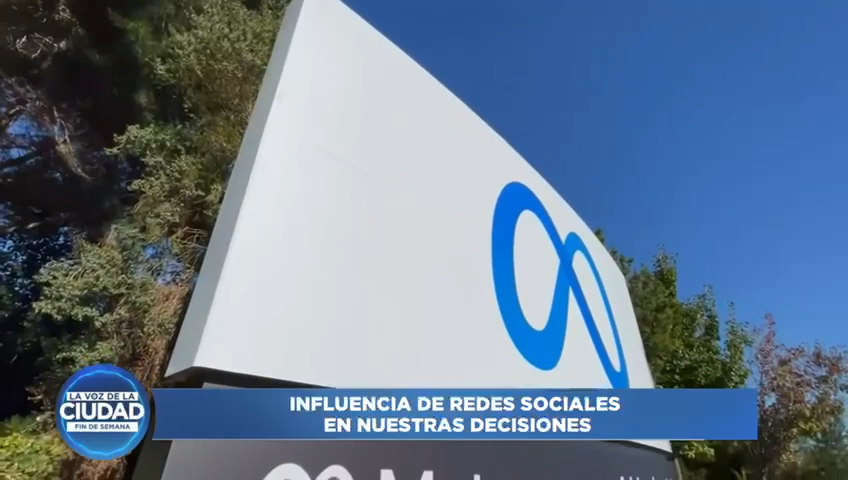 INFLUENCIA DE REDES SOCIALES
EN NUESTRAS DECISIONES
LA VOZ DE LA
CIUDAD
FIN DE SEMANA